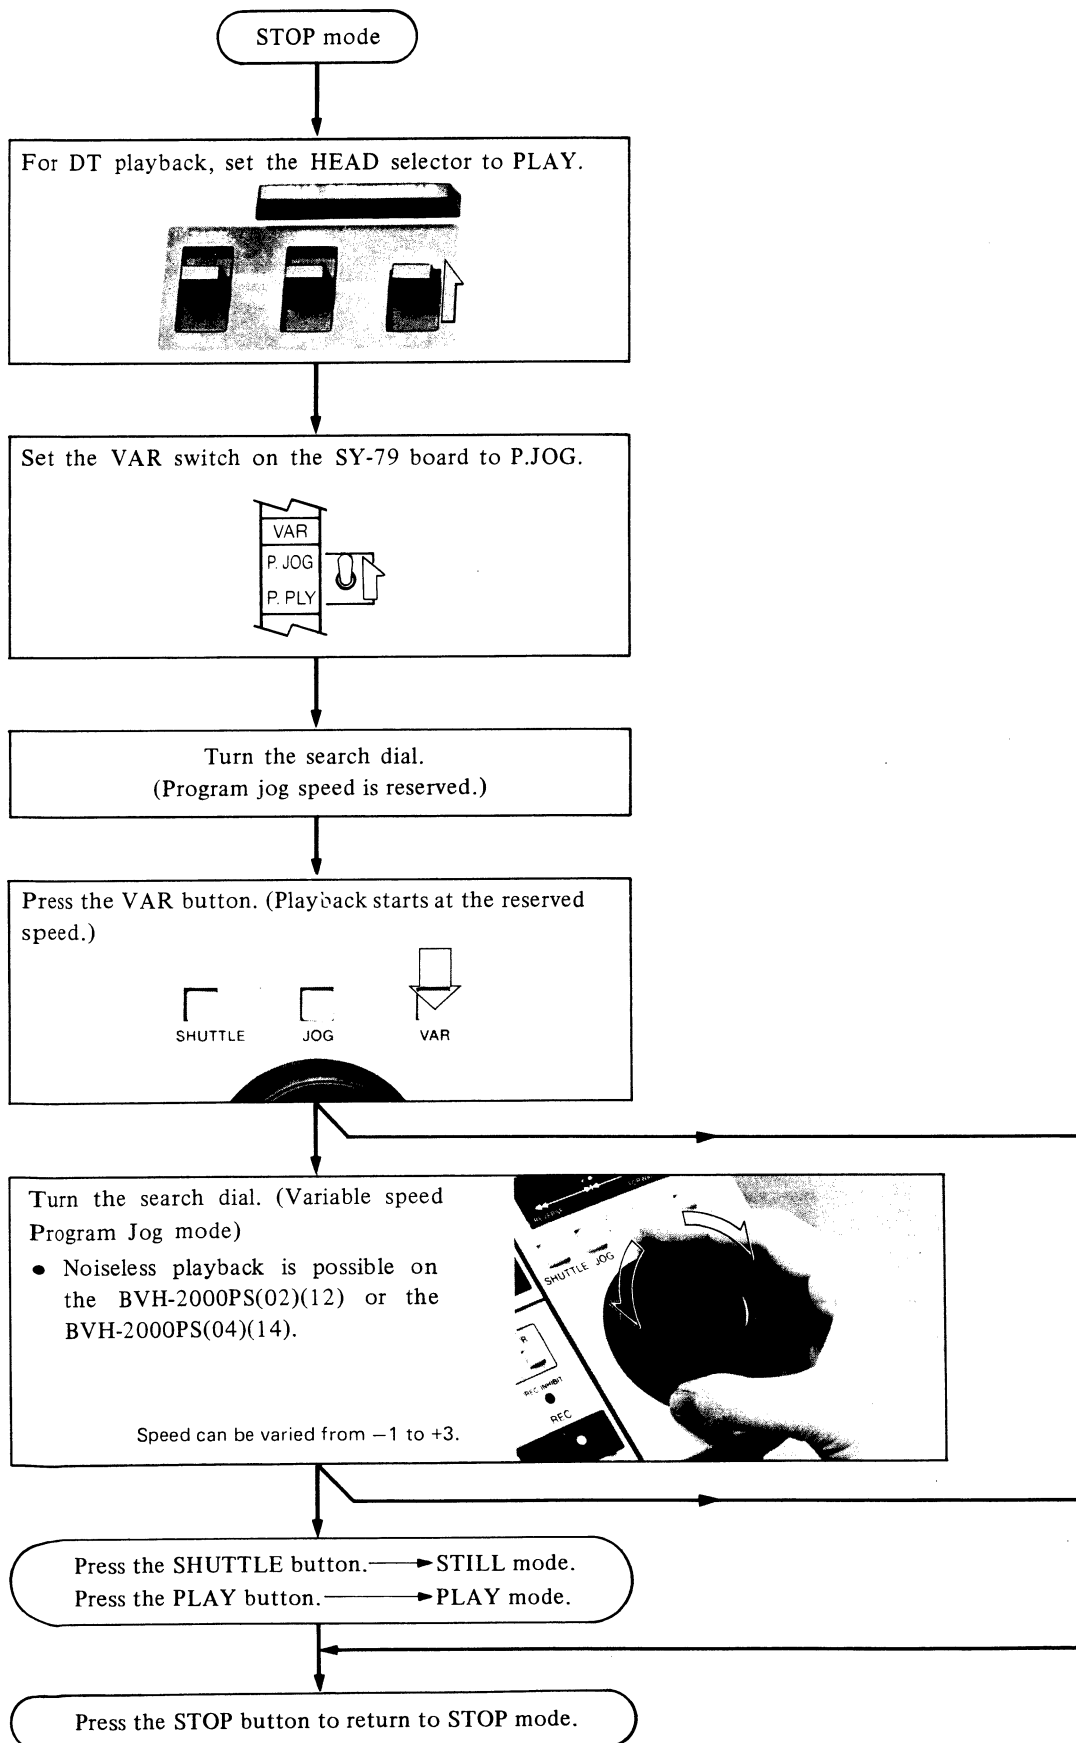 STOP mode
For DT playback, set the HEAD selector to PLAY.
Set the VAR switch on the SY-79 board to P.JOG.
VAR
P. JOG
P. PLY
Turn the search dial.
(Program jog speed is reserved.)
Press the VAR button. (Playback starts at the reserved
speed.)
SHUTTLE JOG VAR
Turn the search dial. (Variable speed
Program Jog mode)
● Noiseless playback is possible on
the BVH-2000PS(02)(12) or the
BVH-2000PS(04)(14).
Speed can be varied from −1 to +3.
REVERSE
SHUTTLE JOG
R
REC INHIBIT
REC
Press the SHUTTLE button.⟶STILL mode.
Press the PLAY button.⟶PLAY mode.
Press the STOP button to return to STOP mode.